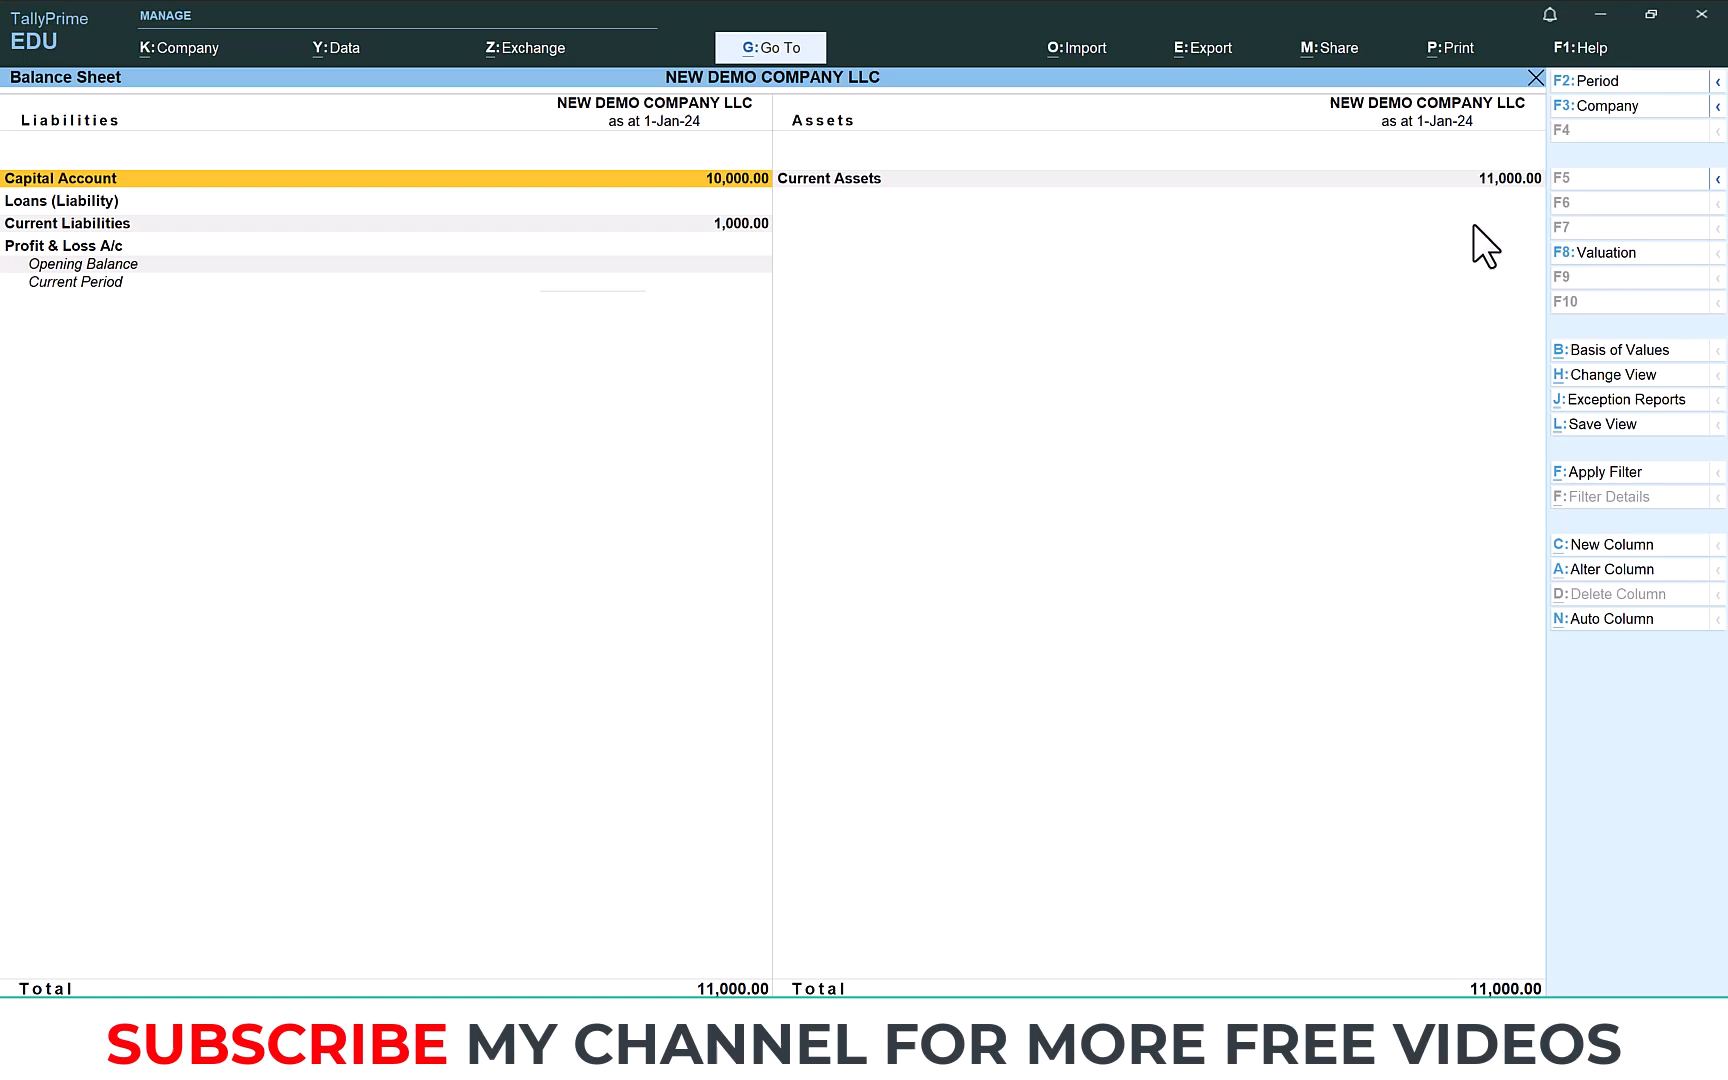 TallyPrime
EDU
MANAGE
K:Company Y:Data Z:Exchange G:Go To O:Import E:Export M:Share P:Print F1:Help
Balance Sheet NEW DEMO COMPANY LLC
NEW DEMO COMPANY LLC NEW DEMO COMPANY LLC
Liabilities as at 1-Jan-24 Assets as at 1-Jan-24
Capital Account 10,000.00 Current Assets 11,000.00
Loans (Liability)
Current Liabilities 1,000.00
Profit & Loss A/c
Opening Balance
Current Period
Total 11,000.00 Total 11,000.00
F2:Period
F3:Company
F4
F5
F6
F7
F8:Valuation
F9
F10
B:Basis of Values
H:Change View
J:Exception Reports
L:Save View
F:Apply Filter
F:Filter Details
C:New Column
A:Alter Column
D:Delete Column
N:Auto Column
SUBSCRIBE MY CHANNEL FOR MORE FREE VIDEOS